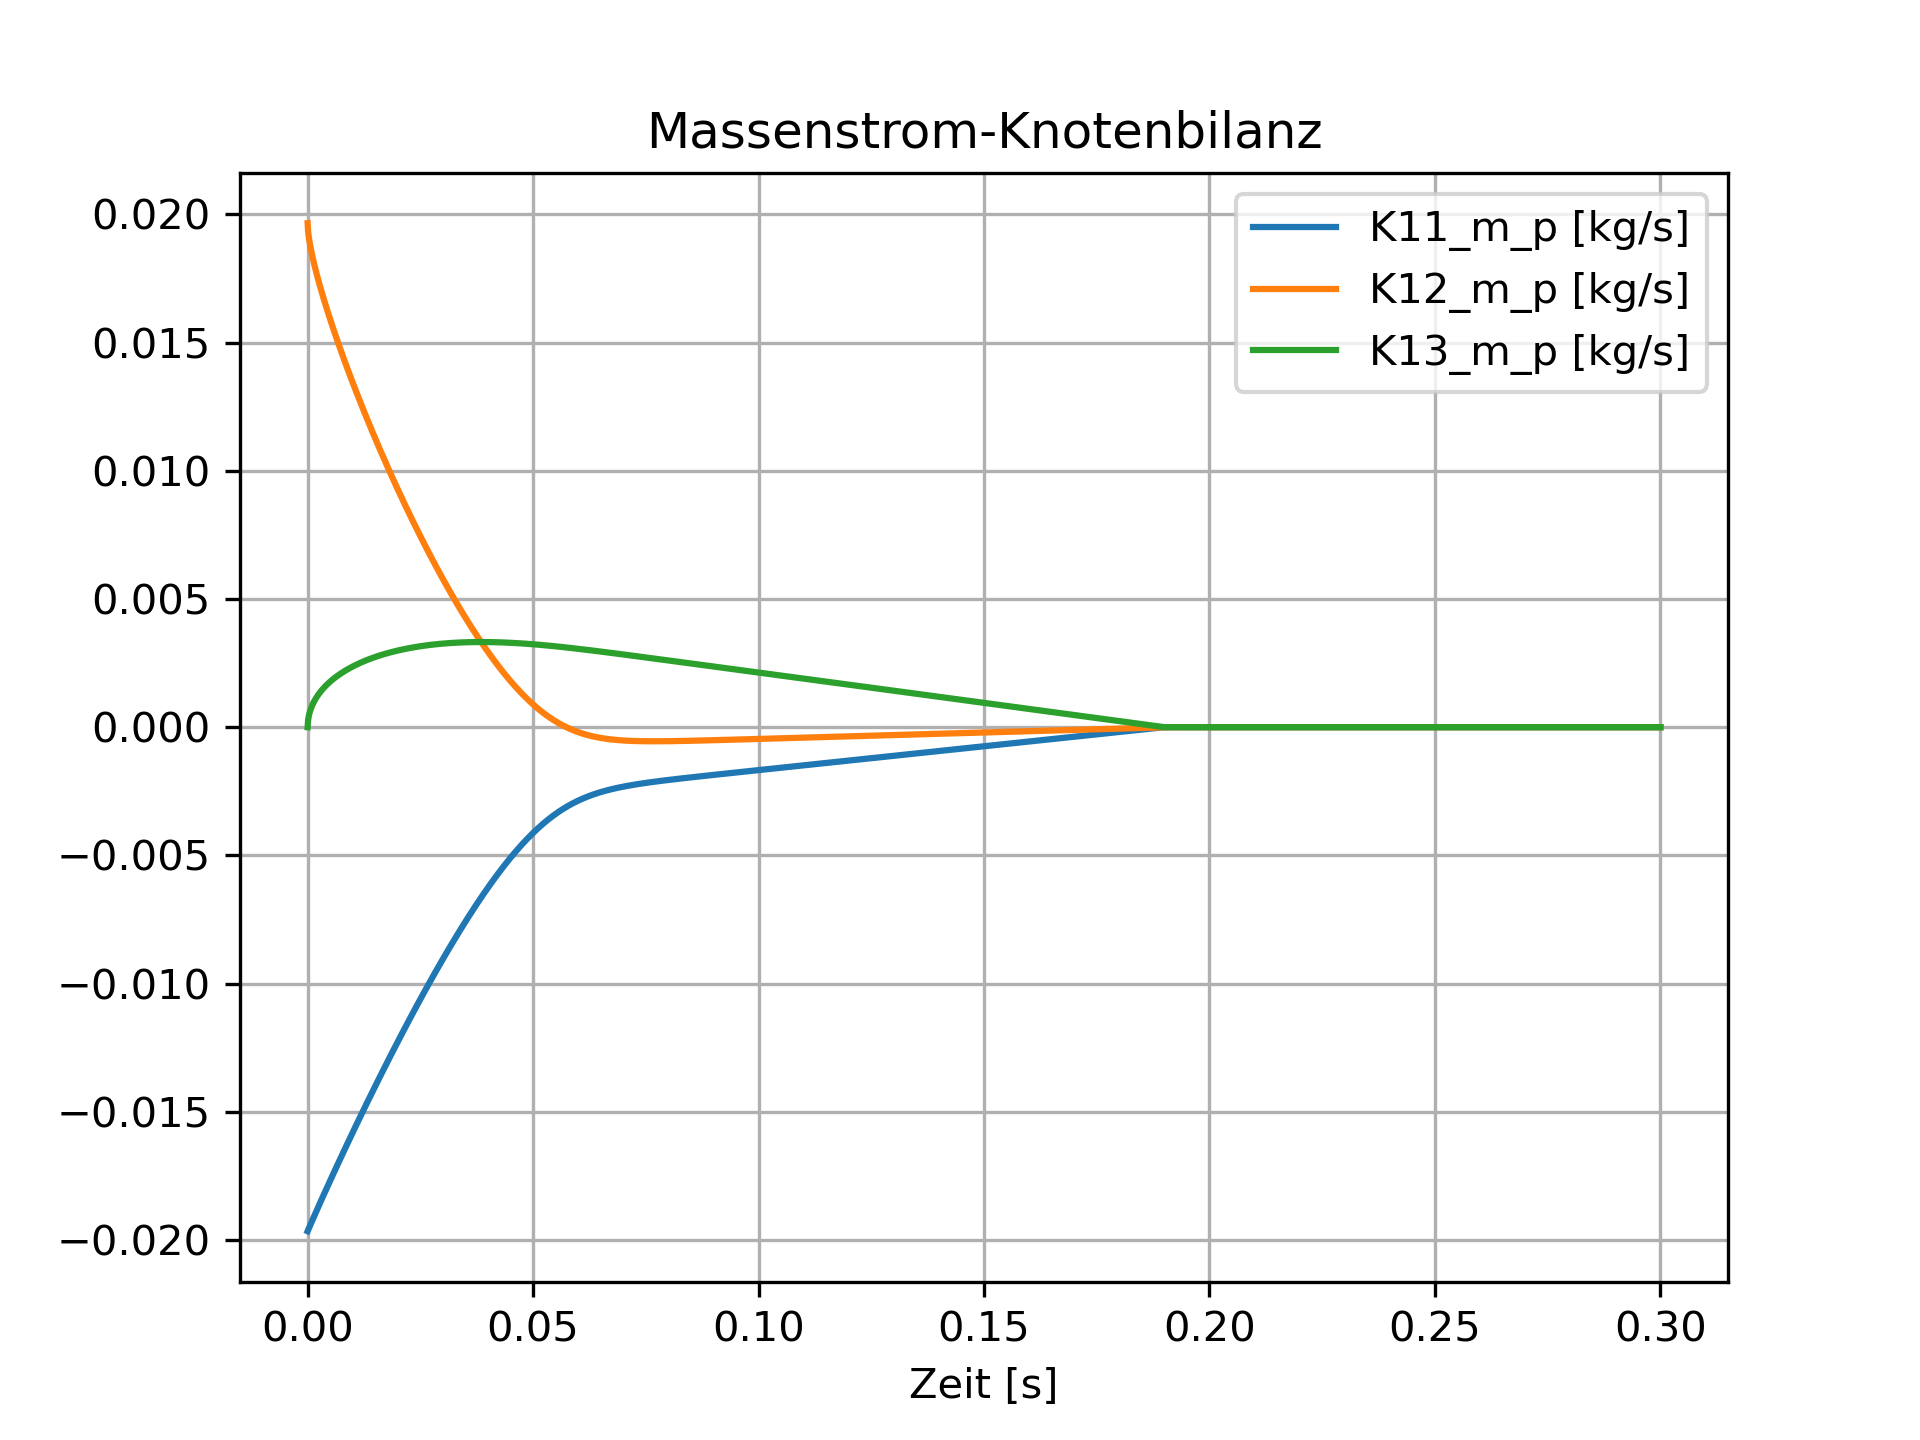 Massenstrom-Knotenbilanz
K11_m_p [kg/s]
K12_m_p [kg/s]
K13_m_p [kg/s]
0.020
0.015
0.010
0.005
0.000
−0.005
−0.010
−0.015
−0.020
0.00 0.05 0.10 0.15 0.20 0.25 0.30
Zeit [s]